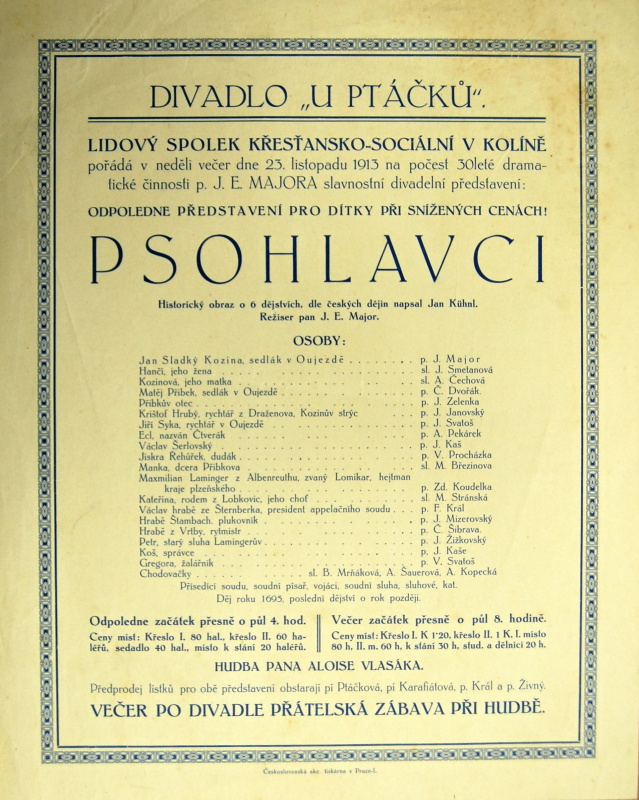 DIVADLO „U PTÁČKŮ“.
LIDOVÝ SPOLEK KŘESŤANSKO-SOCIÁLNÍ V KOLÍNĚ
pořádá v neděli večer dne 23. listopadu 1913 na počest 30leté drama-
tické činnosti p. J. E. MAJORA slavnostní divadelní představení:
ODPOLEDNE PŘEDSTAVENÍ PRO DÍTKY PŘI SNÍŽENÝCH CENÁCH!
PSOHLAVCI
Historický obraz o 6 dějstvích, dle českých dějin napsal Jan Kühnl.
Režiser pan J. E. Major.
OSOBY:
Jan Sladký Kozina, sedlák v Oujezdě . . . . . . . p. J. Major
Hanči, jeho žena . . . . . . . sl. J. Smetanová
Kozinová, jeho matka . . . . . . . sl. A. Čechová
Matěj Přibek, sedlák v Oujezdě . . . . . . . p. Č. Dvořák.
Přibkův otec . . . . . . . p. J. Zelenka
Krištof Hrubý, rychtář z Draženova, Kozinův strýc . . . p. J. Janovský
Jiří Syka, rychtář v Oujezdě . . . . . . . p. J. Svatoš
Ecl, nazván Čtverák . . . . . . . p. A. Pekárek
Václav Šerlovský . . . . . . . p. J. Kaš
Jiskra Řehůřek, dudák . . . . . . . p. V. Procházka
Manka, dcera Přibkova . . . . . . . sl. M. Březinova
Maxmilian Laminger z Albenreuthu, zvaný Lomikar, hejtman
kraje plzeňského . . . . . . . p. Zd. Koudelka
Kateřina, rodem z Lobkovic, jeho choť . . . . . . . sl. M. Stránská
Václav hrabě ze Šternberka, president appelačního soudu . . . p. F. Král
Hrabě Štambach, plukovník . . . . . . . p. J. Mizerovský
Hrabě z Vrtby, rytmistr . . . . . . . p. Č. Šibrava.
Petr, starý sluha Lamingerův . . . . . . . p. J. Žižkovský
Koš, správce . . . . . . . p. J. Kaše
Gregora, žalářník . . . . . . . p. V. Svatoš
Chodovačky . . . . . . . sl. B. Mrňáková, A. Šauerová, A. Kopecká
Přísedící soudu, soudní písař, vojáci, soudní sluha, sluhové, kat.
Děj roku 1695, poslední dějství o rok později.
Odpoledne začátek přesně o půl 4. hod.
Ceny míst: Křeslo I. 80 hal., křeslo II. 60 ha-
léřů, sedadlo 40 hal., místo k stání 20 haléřů.
Večer začátek přesně o půl 8. hodině.
Ceny míst: Křeslo I. K 1·20, křeslo II. 1 K I. místo
80 h, II. m. 60 h, k stání 30 h, stud. a dělníci 20 h.
HUDBA PANA ALOISE VLASÁKA.
Předprodej lístků pro obě představení obstarají pí Ptáčková, pí Karafiátová, p. Král a p. Živný.
VEČER PO DIVADLE PŘÁTELSKÁ ZÁBAVA PŘI HUDBĚ.
Československá akc. tiskárna v Praze-I.